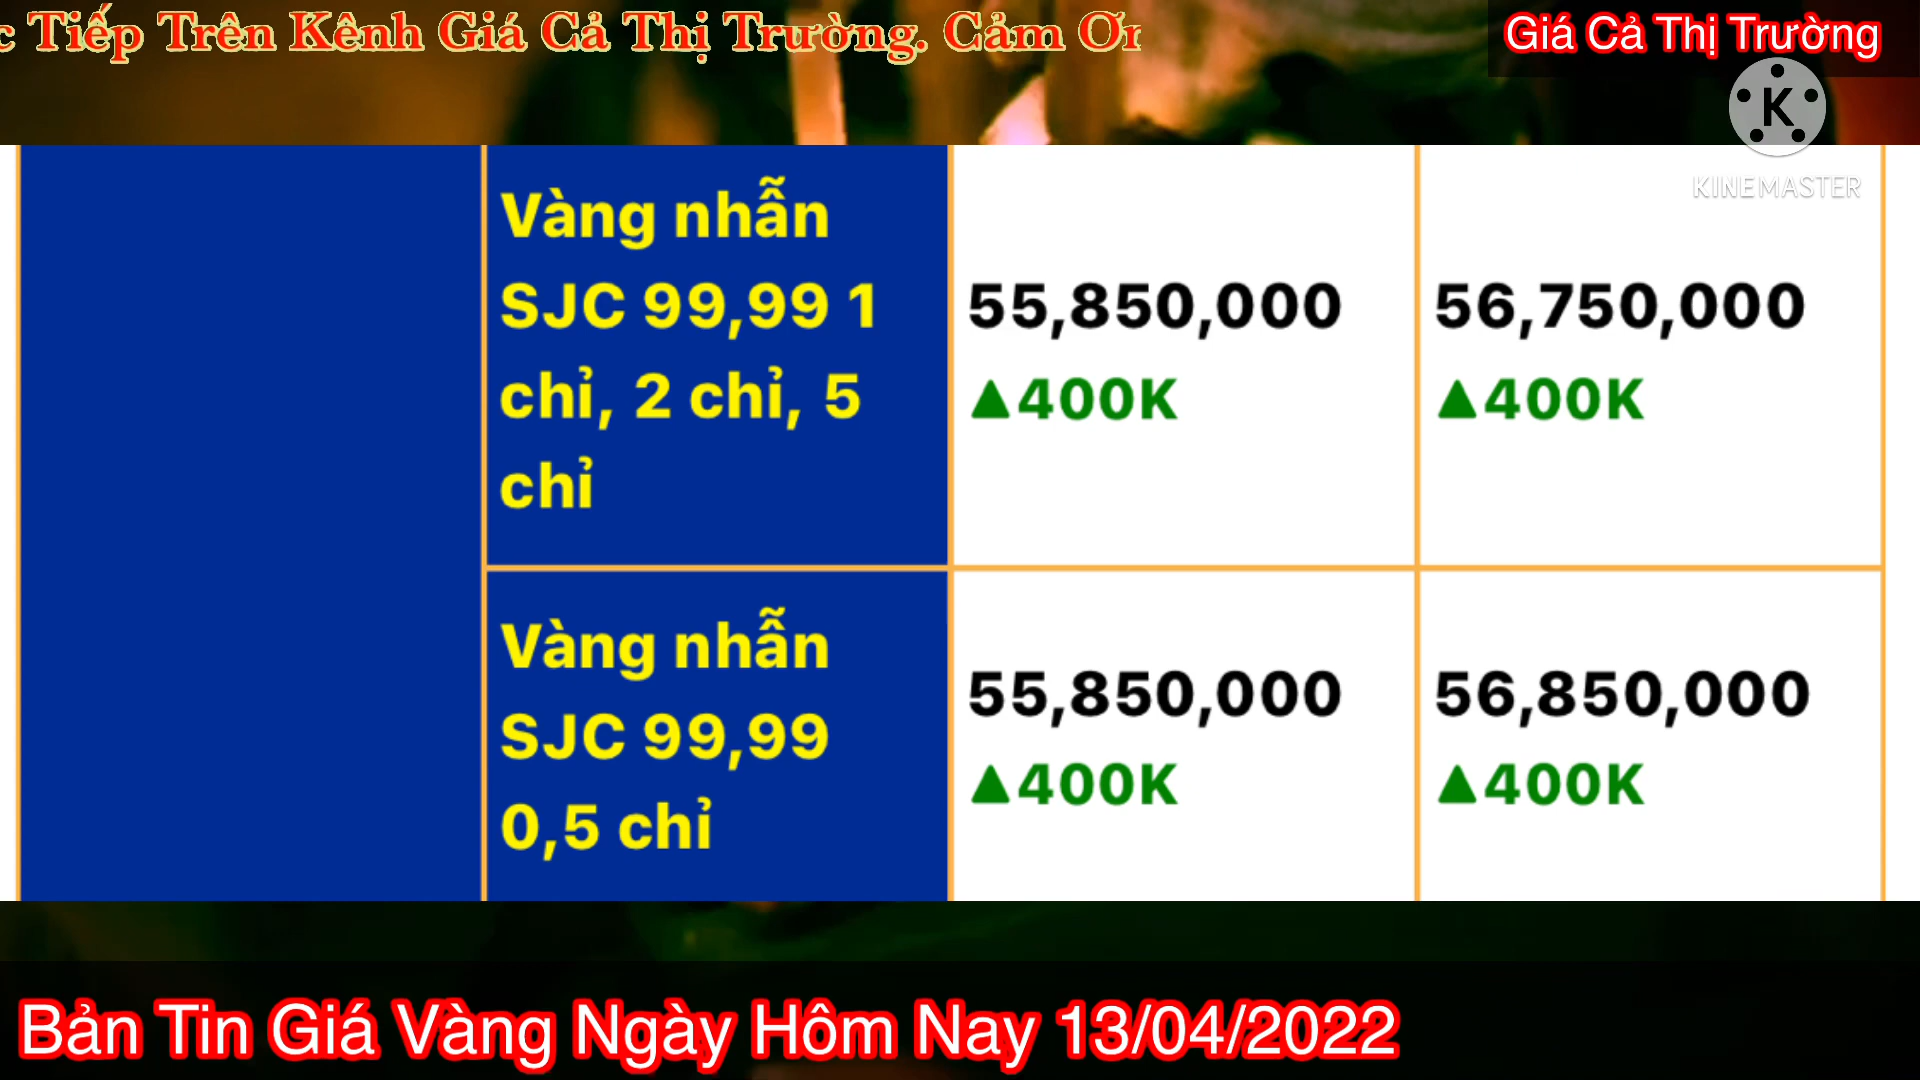 Tiếp Trên Kênh Giá Cả Thị Trường. Cảm Ơn
Giá Cả Thị Trường
K
KINEMASTER
Vàng nhẫn
SJC 99,99 1
chỉ, 2 chỉ, 5
chỉ
55,850,000
▲400K
56,750,000
▲400K
Vàng nhẫn
SJC 99,99
0,5 chỉ
55,850,000
▲400K
56,850,000
▲400K
Bản Tin Giá Vàng Ngày Hôm Nay 13/04/2022